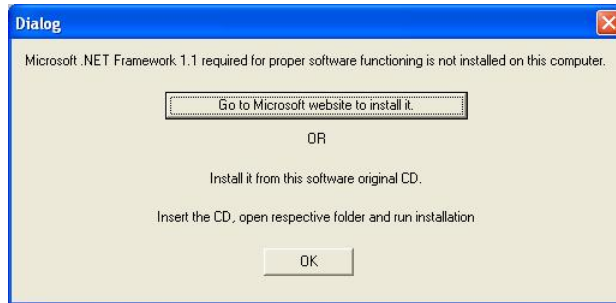 Dialog
Microsoft .NET Framework 1.1 required for proper software functioning is not installed on this computer.
Go to Microsoft website to install it.
OR
Install it from this software original CD.
Insert the CD, open respective folder and run installation
OK